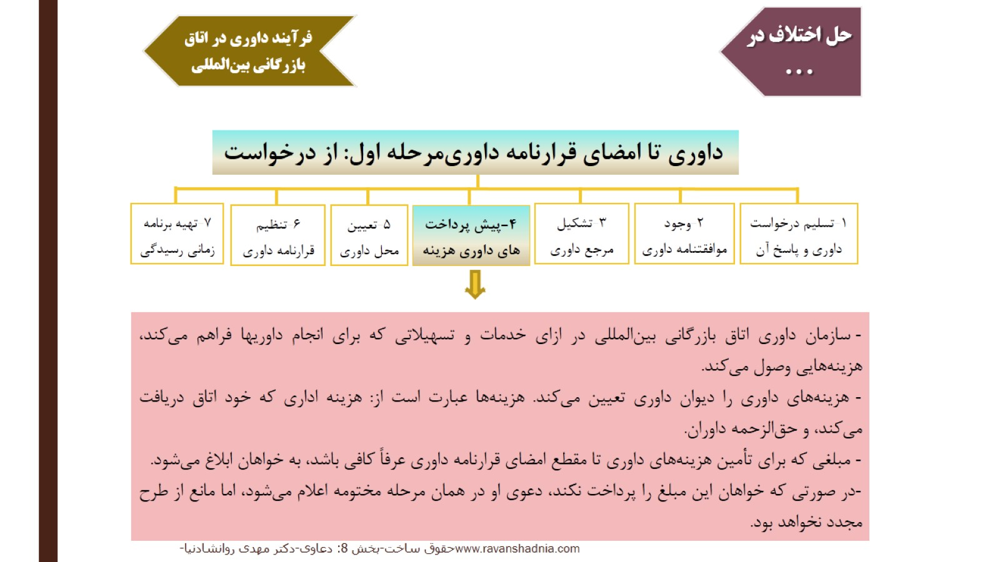 حل اختلاف در
...
فرآیند داوری در اتاق
بازرگانی بین‌المللی
داوری تا امضای قرارنامه داوری‌مرحله اول: از درخواست
۱-تسلیم درخواست
داوری و پاسخ آن
۲-وجود
موافقتنامه داوری
۳-تشکیل
مرجع داوری
۴-پیش پرداخت
های داوری هزینه
۵-تعیین
محل داوری
۶-تنظیم
قرارنامه داوری
۷-تهیه برنامه
زمانی رسیدگی
- سازمان داوری اتاق بازرگانی بین‌المللی در ازای خدمات و تسهیلاتی که برای انجام داوریها فراهم می‌کند،
هزینه‌هایی وصول می‌کند.
- هزینه‌های داوری را دیوان داوری تعیین می‌کند. هزینه‌ها عبارت است از: هزینه اداری که خود اتاق دریافت
می‌کند، و حق‌الزحمه داوران.
- مبلغی که برای تأمین هزینه‌های داوری تا مقطع امضای قرارنامه داوری عرفاً کافی باشد، به خواهان ابلاغ می‌شود.
-در صورتی که خواهان این مبلغ را پرداخت نکند، دعوی او در همان مرحله مختومه اعلام می‌شود، اما مانع از طرح
مجدد نخواهد بود.
www.ravanshadnia.comحقوق ساخت-بخش 8: دعاوی-دکتر مهدی روانشادنیا-